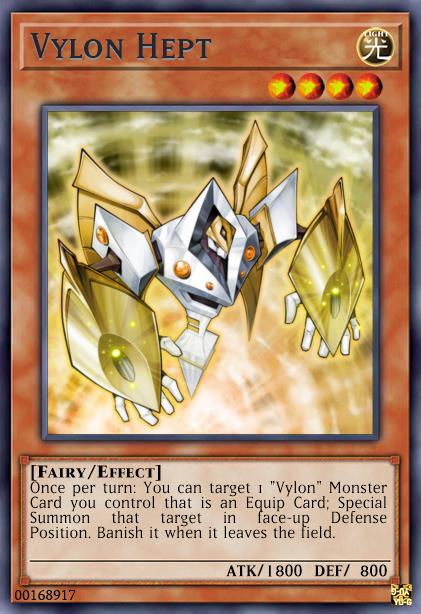 Vylon Hept
LIGHT
光
[Fairy/Effect]
Once per turn: You can target 1 "Vylon" Monster
Card you control that is an Equip Card; Special
Summon that target in face-up Defense
Position. Banish it when it leaves the field.
ATK/1800 DEF/ 800
00168917